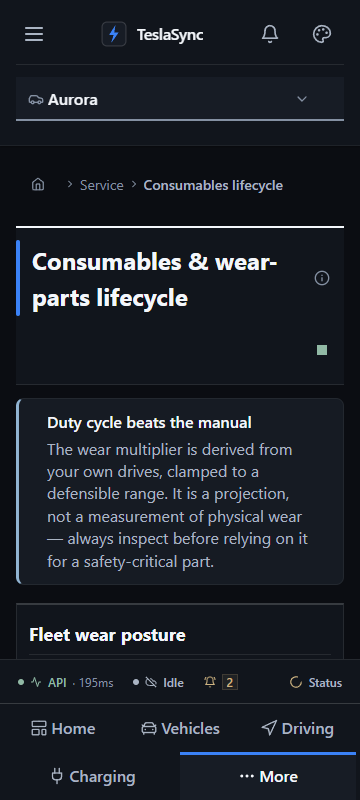 TeslaSync
Aurora
Service
Consumables lifecycle
Consumables & wear-
parts lifecycle
Duty cycle beats the manual
The wear multiplier is derived from
your own drives, clamped to a
defensible range. It is a projection,
not a measurement of physical wear
— always inspect before relying on it
for a safety-critical part.
Fleet wear posture
API · 195ms
Idle
2
Status
Home
Vehicles
Driving
Charging
More